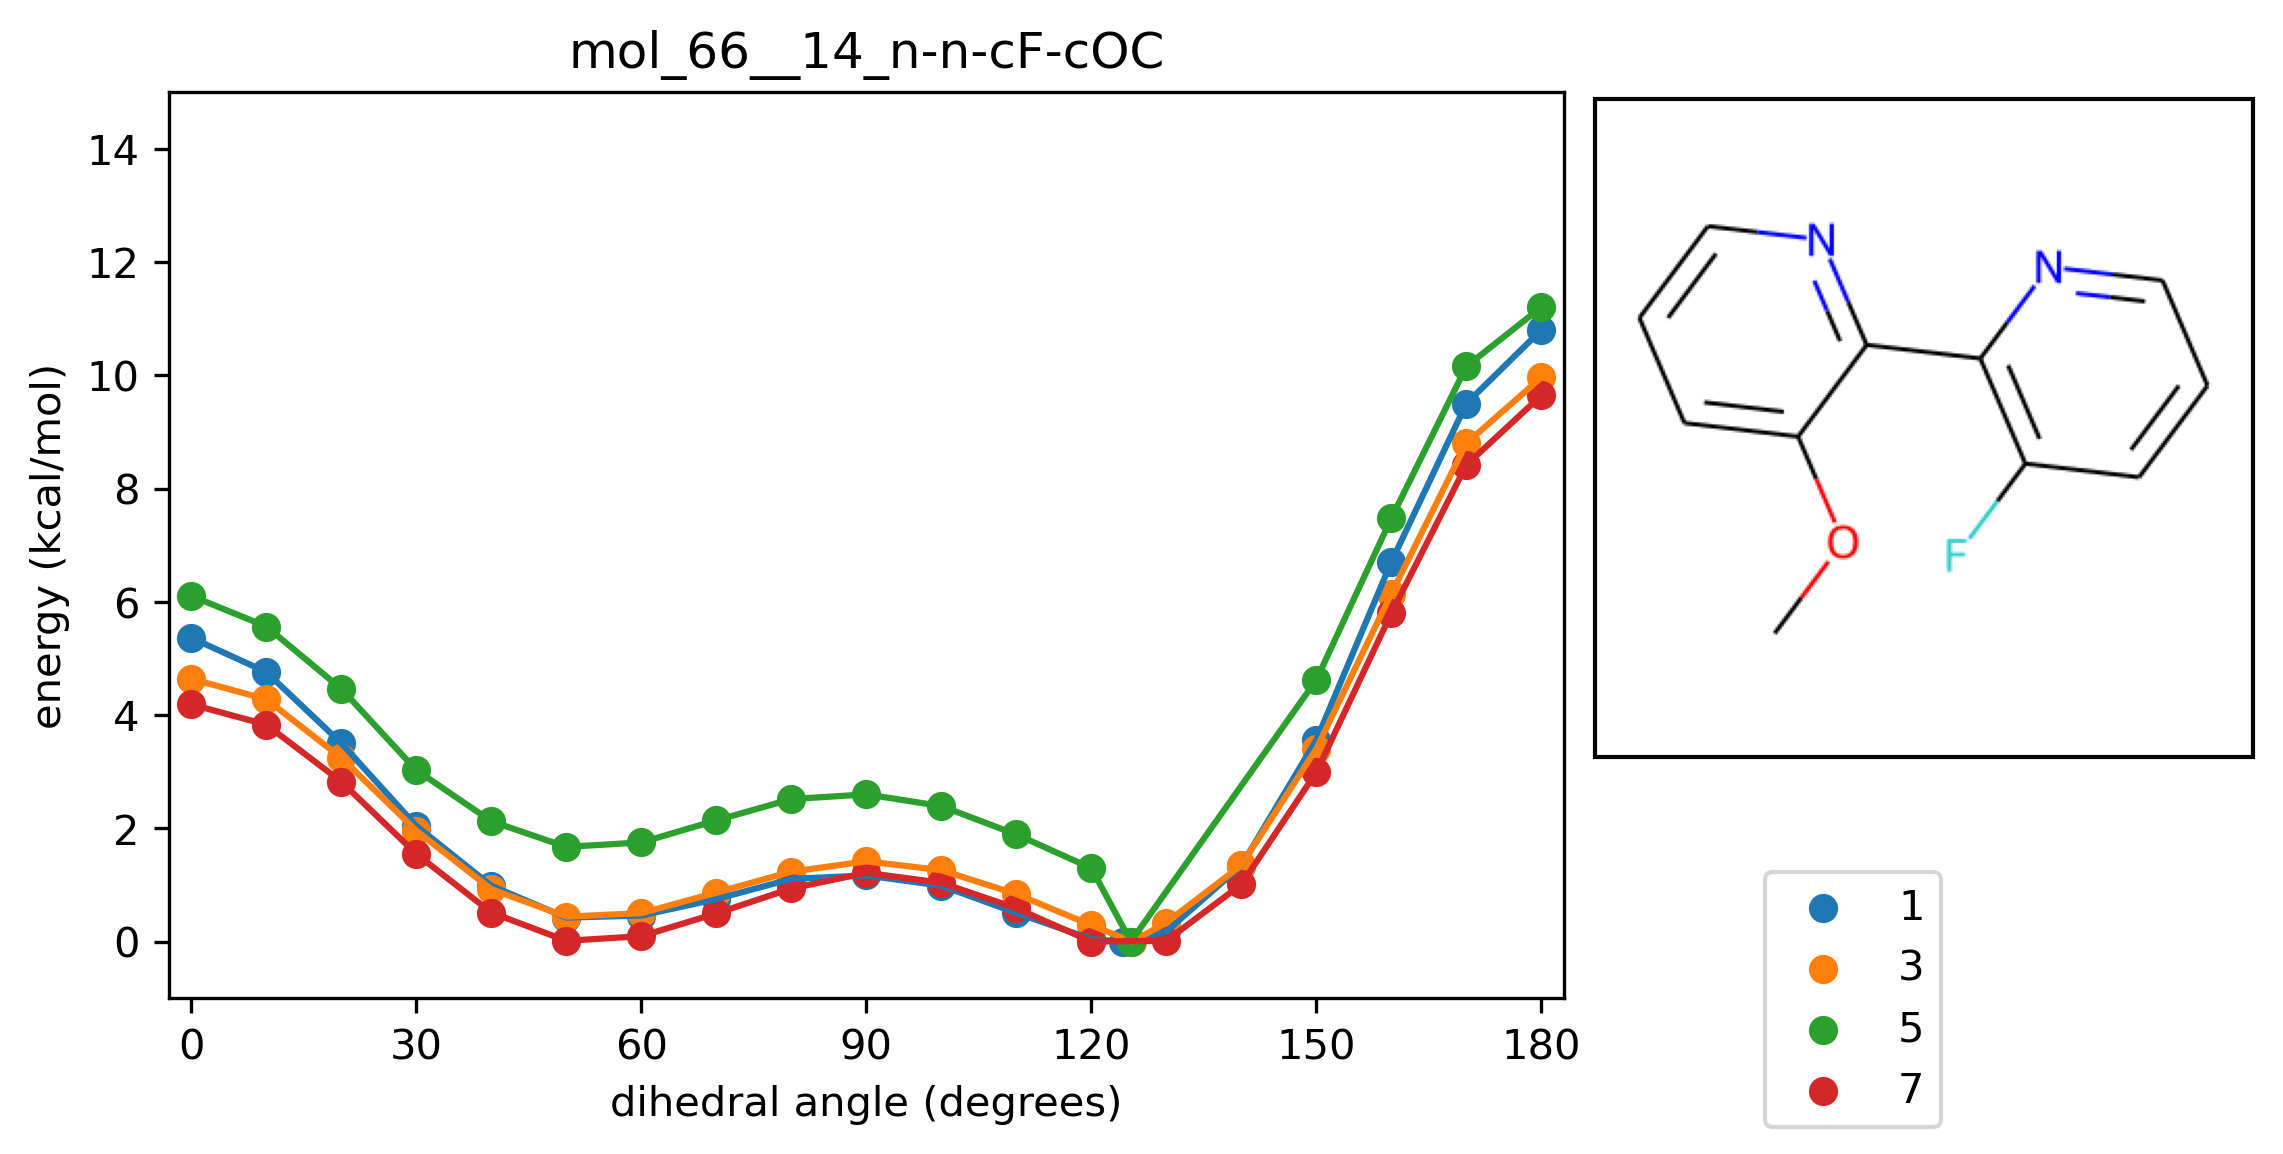 mol_66__14_n-n-cF-cOC
energy (kcal/mol)
14
12
10
8
6
4
2
0
0 30 60 90 120 150 180
dihedral angle (degrees)
N
N
O
F
1
3
5
7